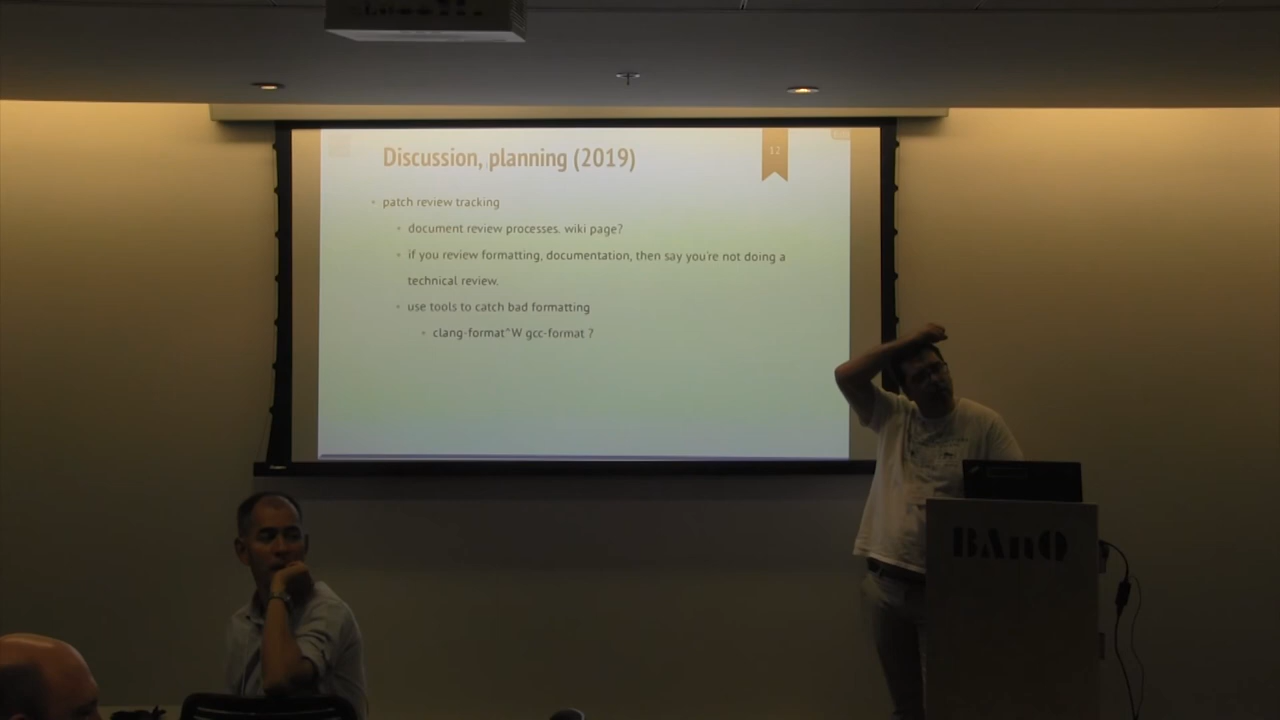 Discussion, planning (2019)
12
patch review tracking
document review processes. wiki page?
if you review formatting, documentation, then say you're not doing a
technical review.
use tools to catch bad formatting
clang-format^W gcc-format ?
BAnQ